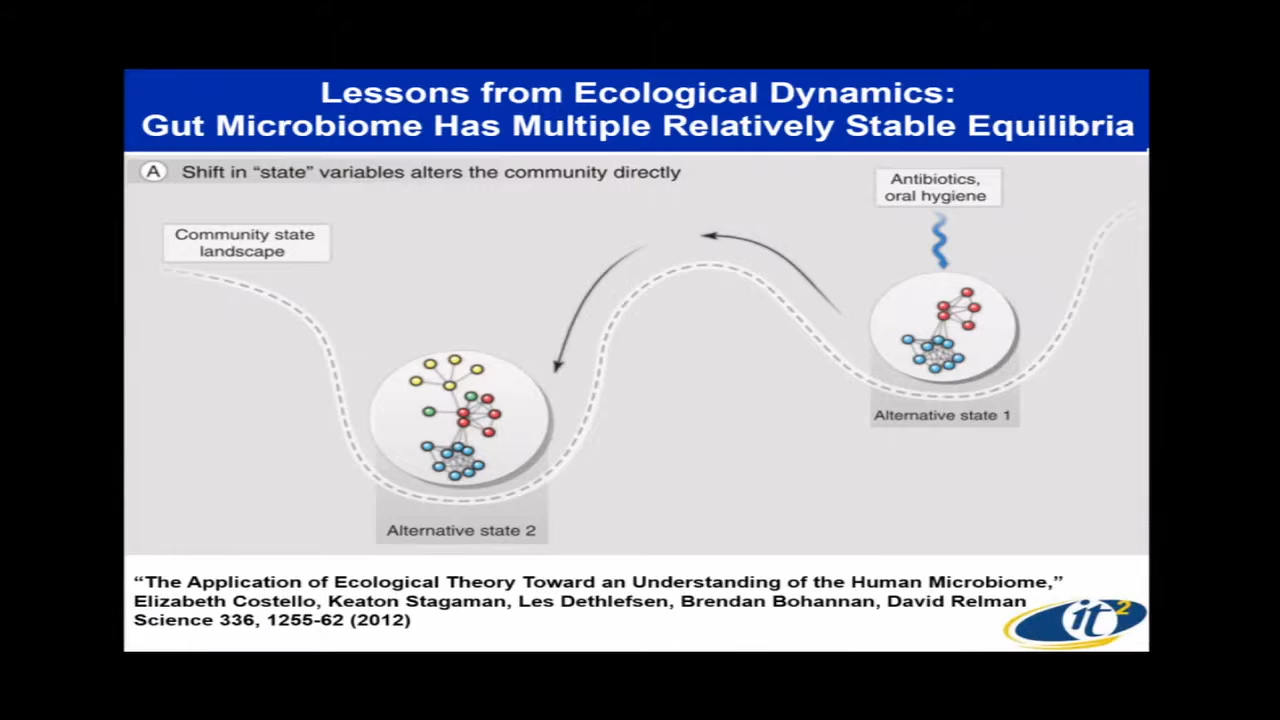 Lessons from Ecological Dynamics:
Gut Microbiome Has Multiple Relatively Stable Equilibria
A Shift in “state” variables alters the community directly
Antibiotics,
oral hygiene
Community state
landscape
Alternative state 1
Alternative state 2
“The Application of Ecological Theory Toward an Understanding of the Human Microbiome,”
Elizabeth Costello, Keaton Stagaman, Les Dethlefsen, Brendan Bohannan, David Relman
Science 336, 1255-62 (2012)
it2